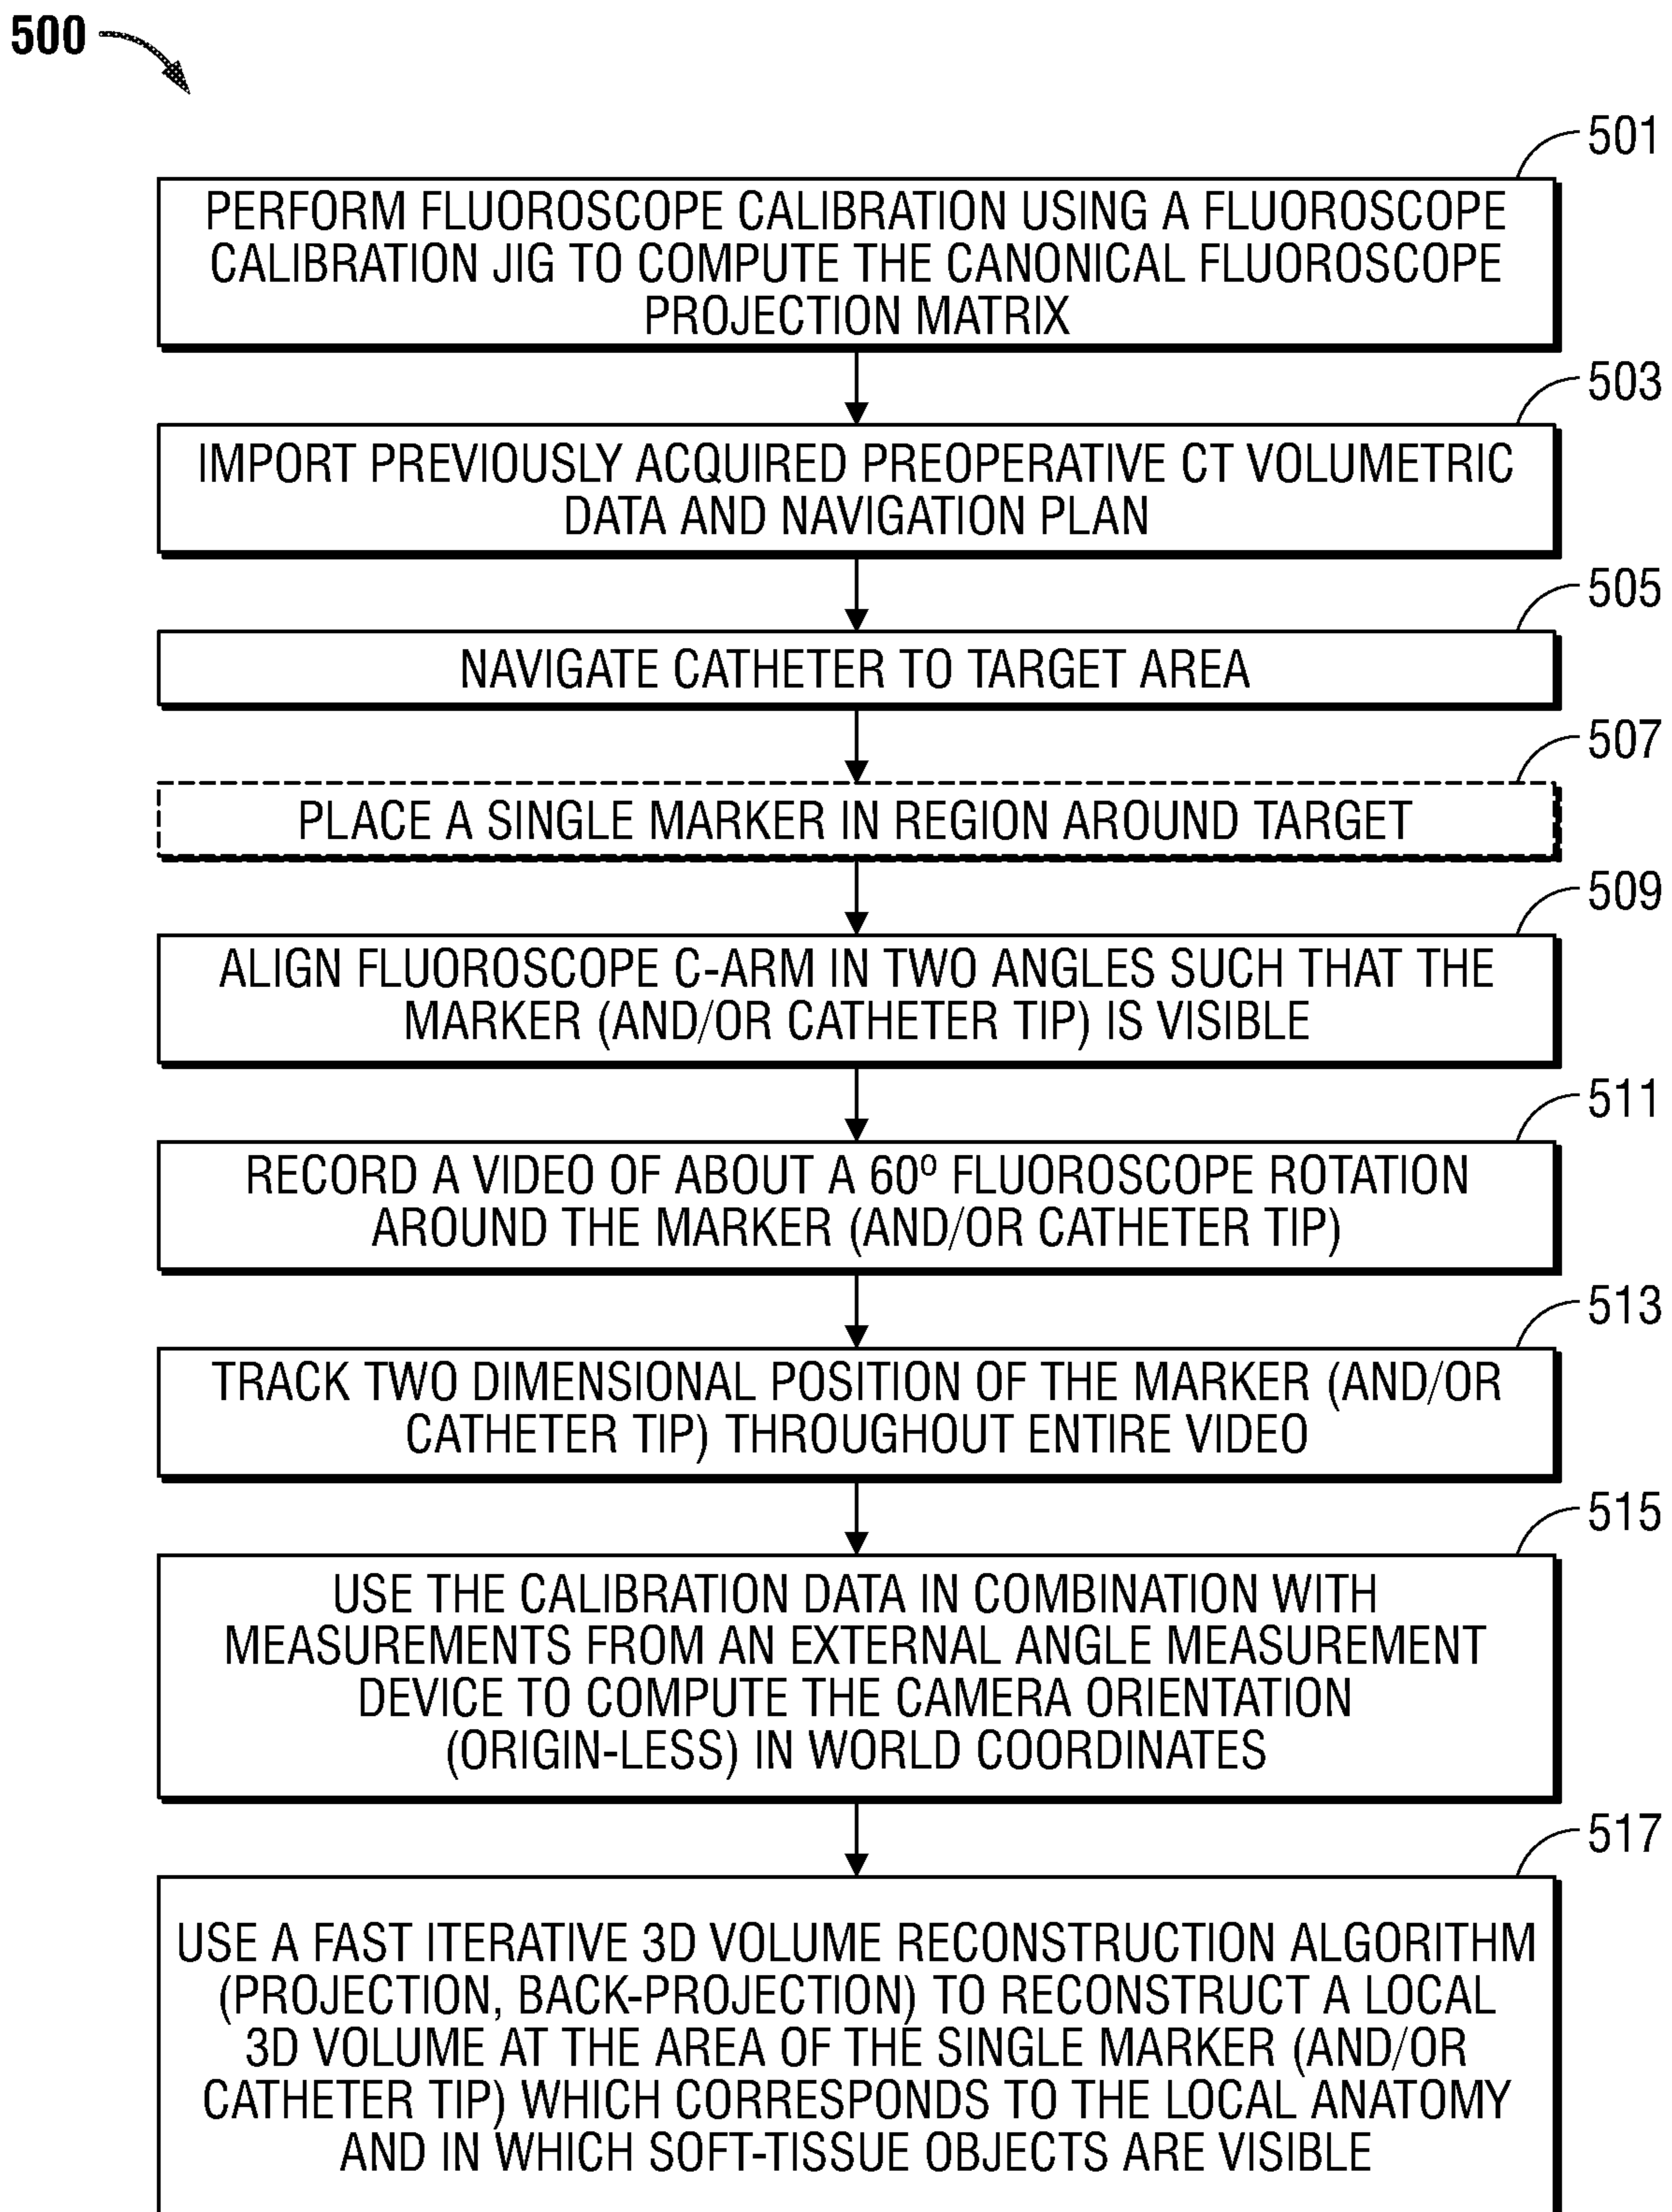 500
501
PERFORM FLUOROSCOPE CALIBRATION USING A FLUOROSCOPE
CALIBRATION JIG TO COMPUTE THE CANONICAL FLUOROSCOPE
PROJECTION MATRIX
503
IMPORT PREVIOUSLY ACQUIRED PREOPERATIVE CT VOLUMETRIC
DATA AND NAVIGATION PLAN
505
NAVIGATE CATHETER TO TARGET AREA
507
PLACE A SINGLE MARKER IN REGION AROUND TARGET
509
ALIGN FLUOROSCOPE C-ARM IN TWO ANGLES SUCH THAT THE
MARKER (AND/OR CATHETER TIP) IS VISIBLE
511
RECORD A VIDEO OF ABOUT A 60º FLUOROSCOPE ROTATION
AROUND THE MARKER (AND/OR CATHETER TIP)
513
TRACK TWO DIMENSIONAL POSITION OF THE MARKER (AND/OR
CATHETER TIP) THROUGHOUT ENTIRE VIDEO
515
USE THE CALIBRATION DATA IN COMBINATION WITH
MEASUREMENTS FROM AN EXTERNAL ANGLE MEASUREMENT
DEVICE TO COMPUTE THE CAMERA ORIENTATION
(ORIGIN-LESS) IN WORLD COORDINATES
517
USE A FAST ITERATIVE 3D VOLUME RECONSTRUCTION ALGORITHM
(PROJECTION, BACK-PROJECTION) TO RECONSTRUCT A LOCAL
3D VOLUME AT THE AREA OF THE SINGLE MARKER (AND/OR
CATHETER TIP) WHICH CORRESPONDS TO THE LOCAL ANATOMY
AND IN WHICH SOFT-TISSUE OBJECTS ARE VISIBLE